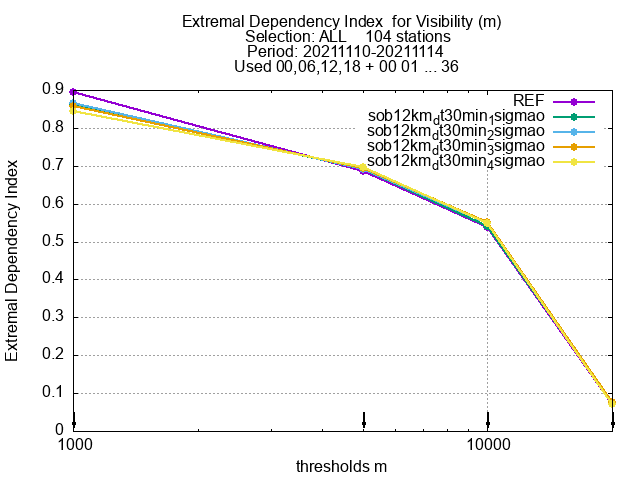 Extremal Dependency Index  for Visibility (m)
Selection: ALL    104 stations
Period: 20211110-20211114
Used 00,06,12,18 + 00 01 ... 36
REF
sob12km_dt30min_1sigmao
sob12km_dt30min_2sigmao
sob12km_dt30min_3sigmao
sob12km_dt30min_4sigmao
0.9
0.8
0.7
0.6
0.5
0.4
0.3
0.2
0.1
0
Extremal Dependency Index
1000 10000
thresholds m